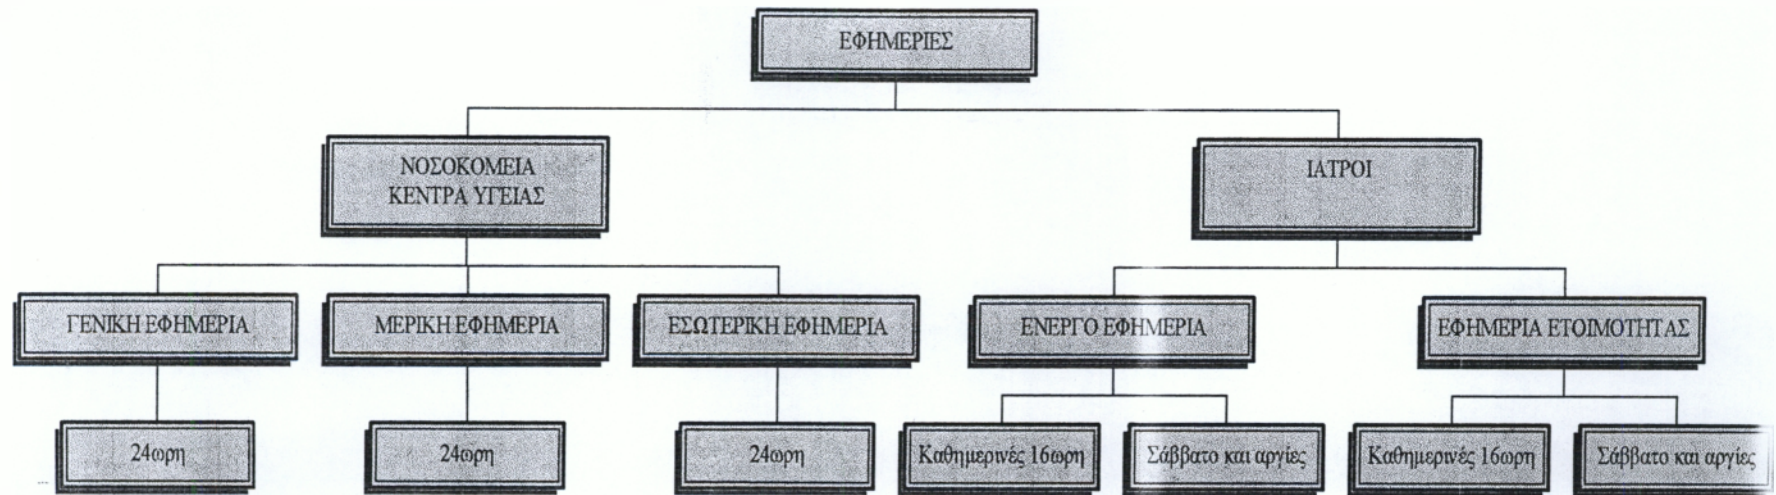 ΕΦΗΜΕΡΙΕΣ
ΝΟΣΟΚΟΜΕΙΑ
ΚΕΝΤΡΑ ΥΓΕΙΑΣ
ΙΑΤΡΟΙ
ΓΕΝΙΚΗ ΕΦΗΜΕΡΙΑ
ΜΕΡΙΚΗ ΕΦΗΜΕΡΙΑ
ΕΣΩΤΕΡΙΚΗ ΕΦΗΜΕΡΙΑ
ΕΝΕΡΓΟ ΕΦΗΜΕΡΙΑ
ΕΦΗΜΕΡΙΑ ΕΤΟΙΜΟΤΗΤΑΣ
24ωρη
24ωρη
24ωρη
Καθημερινές 16ωρη
Σάββατο και αργίες
Καθημερινές 16ωρη
Σάββατο και αργίες